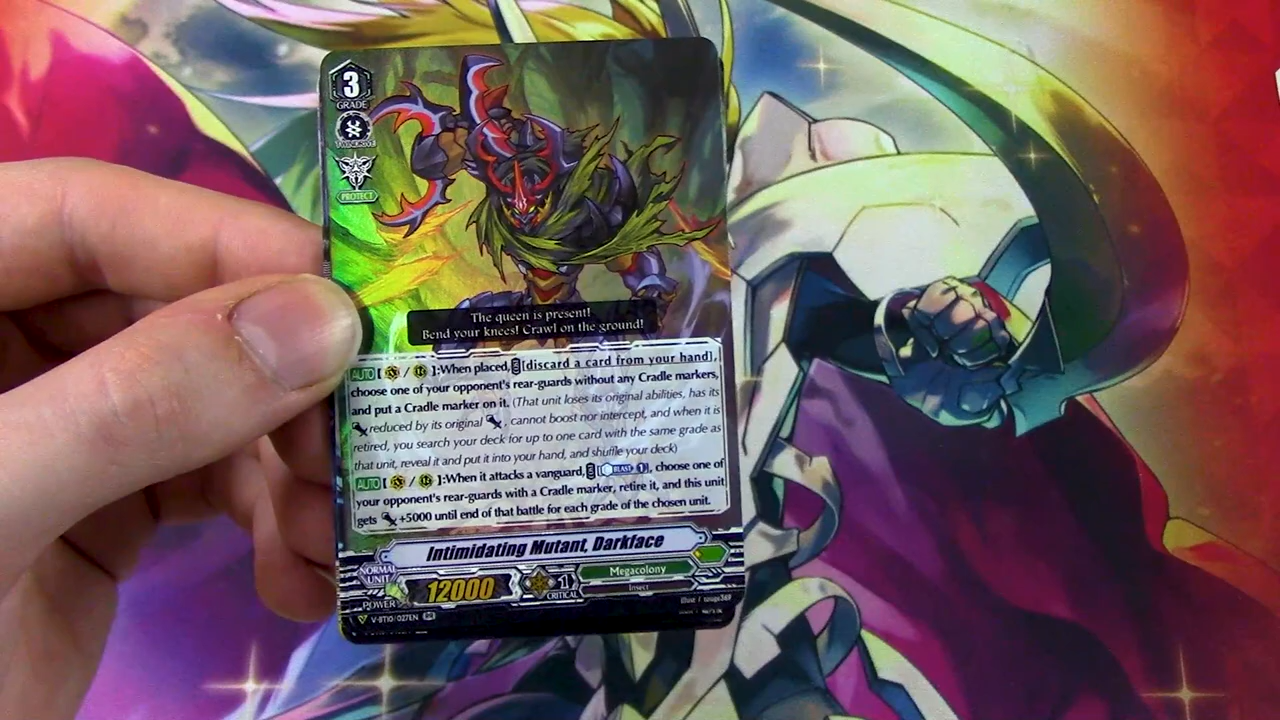 3
GRADE
TWINDRIVE
PROTECT
The queen is present!
Bend your knees! Crawl on the ground!
AUTO [ / ]:When placed, [discard a card from your hand],
choose one of your opponent's rear-guards without any Cradle markers,
and put a Cradle marker on it. (That unit loses its original abilities, has its
reduced by its original , cannot boost nor intercept, and when it is
retired, you search your deck for up to one card with the same grade as
that unit, reveal it and put it into your hand, and shuffle your deck)
AUTO [ / ]:When it attacks a vanguard, [BLAST 1], choose one of
your opponent's rear-guards with a Cradle marker, retire it, and this unit
gets +5000 until end of that battle for each grade of the chosen unit.
Intimidating Mutant, Darkface
NORMAL UNIT
POWER 12000 1 CRITICAL
Megacolony
Insect
V-BT10/027EN RR